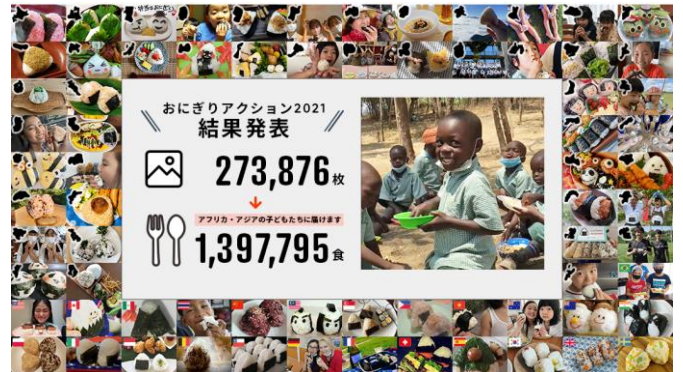 おにぎりアクション2021
結果発表
273,876枚
アフリカ・アジアの子どもたちに届けます
1,397,795食